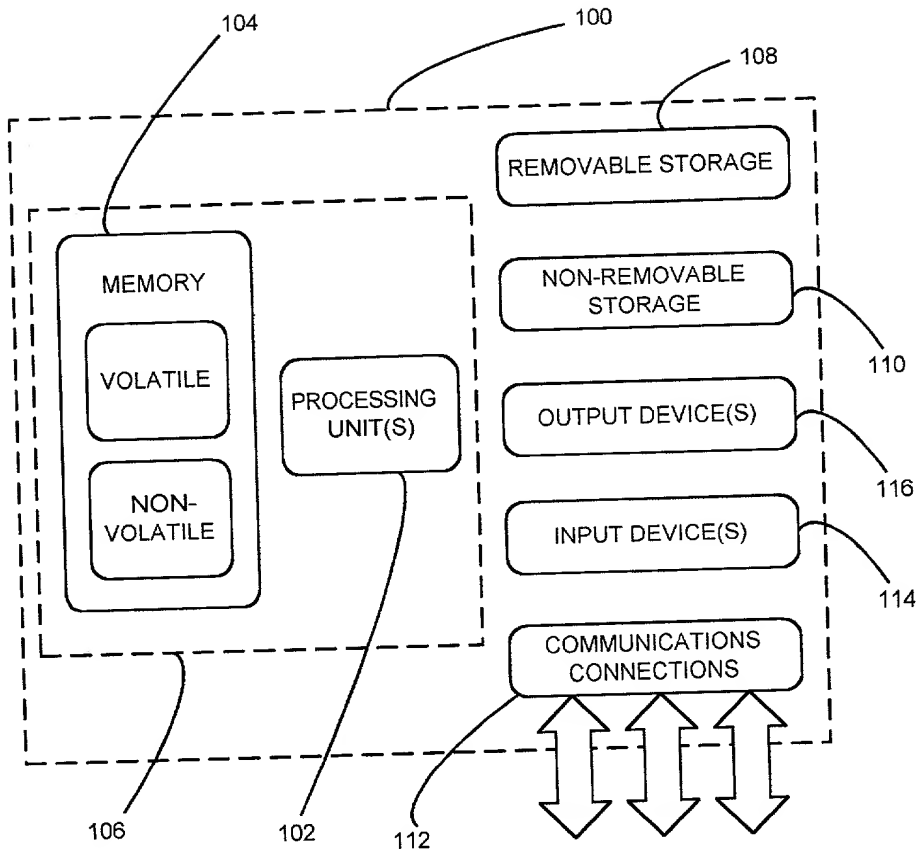 104
100
108
REMOVABLE STORAGE
MEMORY
NON-REMOVABLE
STORAGE
110
VOLATILE
PROCESSING
UNIT(S)
OUTPUT DEVICE(S)
116
NON-
VOLATILE
INPUT DEVICE(S)
114
COMMUNICATIONS
CONNECTIONS
106
102
112